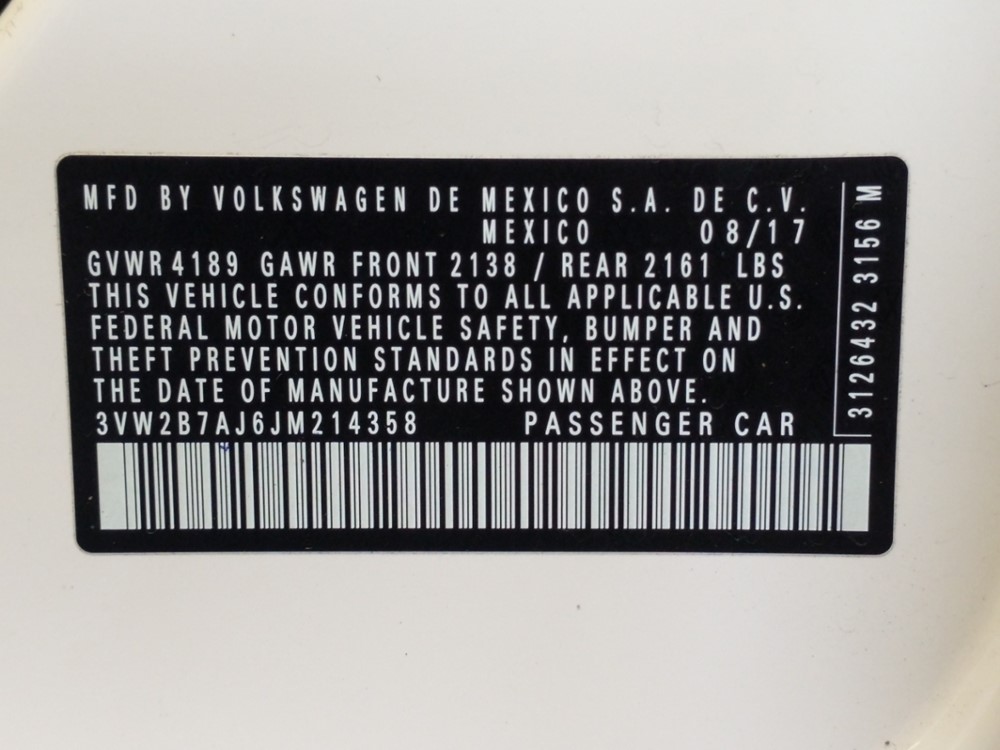 MFD BY VOLKSWAGEN DE MEXICO S.A. DE C.V.
MEXICO 08/17
GVWR 4189 GAWR FRONT 2138 / REAR 2161 LBS
THIS VEHICLE CONFORMS TO ALL APPLICABLE U.S.
FEDERAL MOTOR VEHICLE SAFETY, BUMPER AND
THEFT PREVENTION STANDARDS IN EFFECT ON
THE DATE OF MANUFACTURE SHOWN ABOVE.
3VW2B7AJ6JM214358 PASSENGER CAR
3126432 3156 M